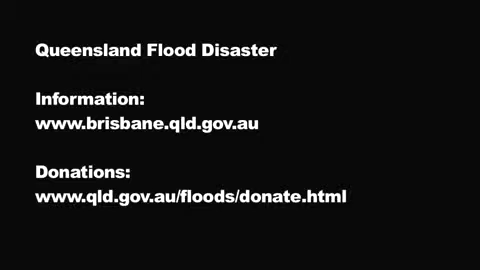 Queensland Flood Disaster
Information:
www.brisbane.qld.gov.au
Donations:
www.qld.gov.au/floods/donate.html